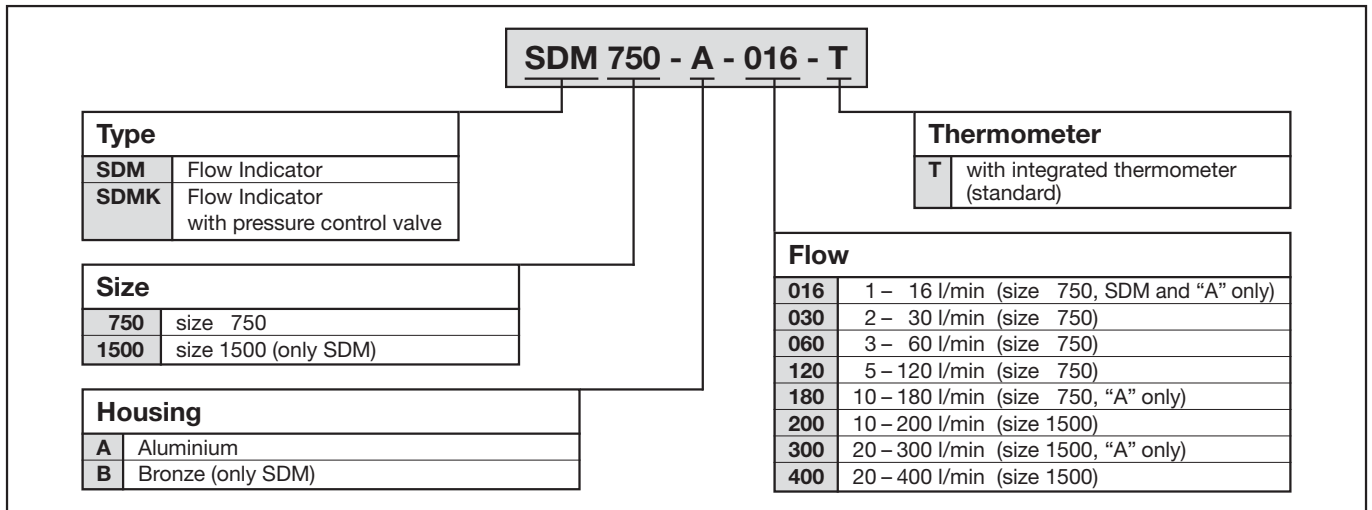 SDM 750 - A - 016 - T
Type
SDM Flow Indicator
SDMK Flow Indicator
with pressure control valve
Size
750 size 750
1500 size 1500 (only SDM)
Housing
A Aluminium
B Bronze (only SDM)
Thermometer
T with integrated thermometer
(standard)
Flow
016 1 – 16 l/min (size 750, SDM and “A” only)
030 2 – 30 l/min (size 750)
060 3 – 60 l/min (size 750)
120 5 – 120 l/min (size 750)
180 10 – 180 l/min (size 750, “A” only)
200 10 – 200 l/min (size 1500)
300 20 – 300 l/min (size 1500, “A” only)
400 20 – 400 l/min (size 1500)